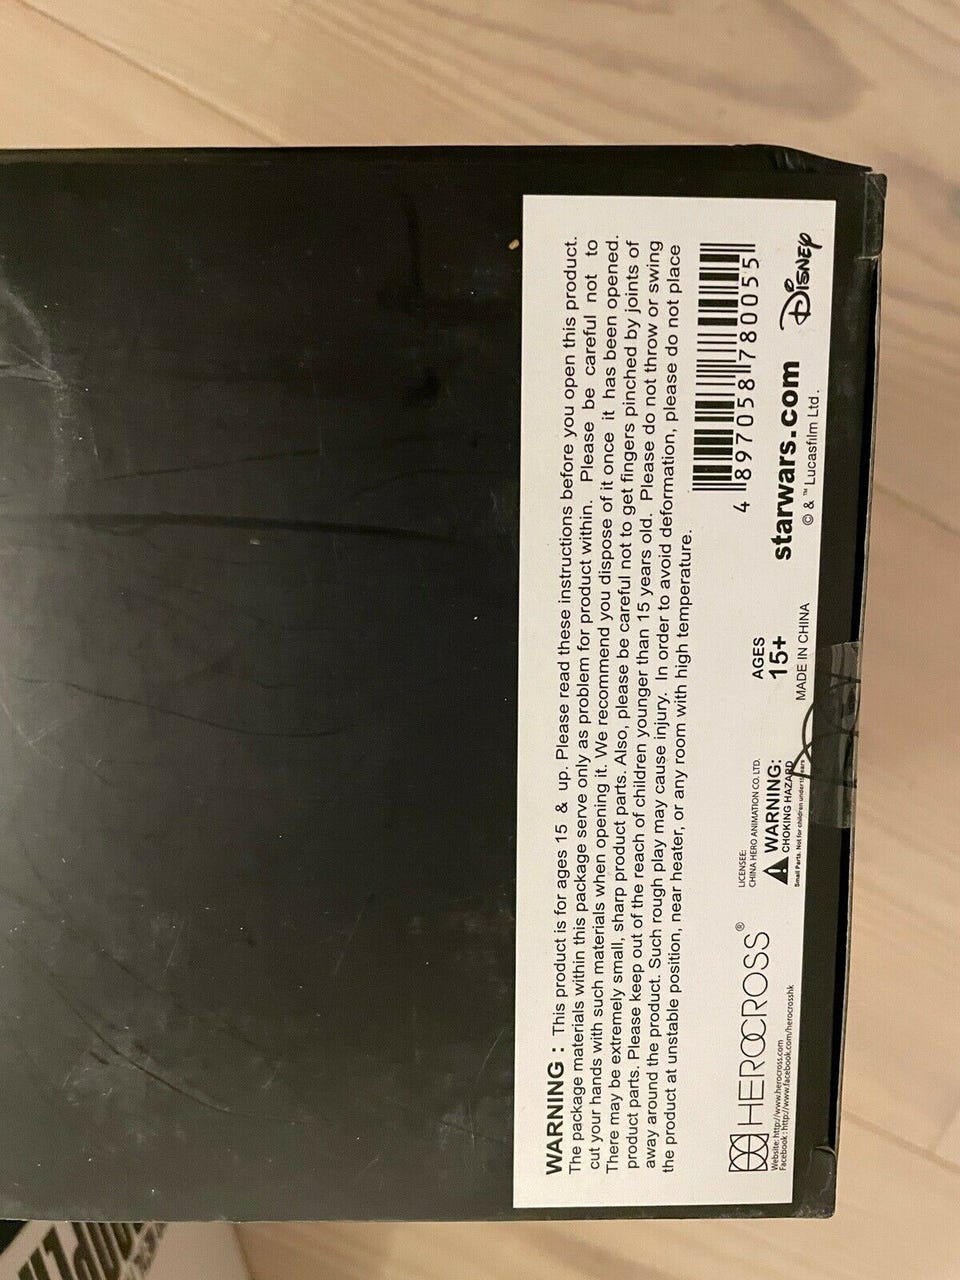 WARNING : This product is for ages 15 & up. Please read these instructions before you open this product.
The package materials within this package serve only as problem for product within. Please be careful not to
cut your hands with such materials when opening it. We recommend you dispose of it once it has been opened.
There may be extremely small, sharp product parts. Also, please be careful not to get fingers pinched by joints of
product parts. Please keep out of the reach of children younger than 15 years old. Please do not throw or swing
away around the product. Such rough play may cause injury. In order to avoid deformation, please do not place
the product at unstable position, near heater, or any room with high temperature.
HEROCROSS®
Website: http://www.herocross.com
Facebook: http://www.facebook.com/herocrosshk
LICENSEE:
CHINA HERO ANIMATION CO. LTD.
WARNING:
CHOKING HAZARD
Small Parts. Not for children under
AGES
15+
MADE IN CHINA
4 897058 780055
starwars.com
© & ™ Lucasfilm Ltd.
Disney